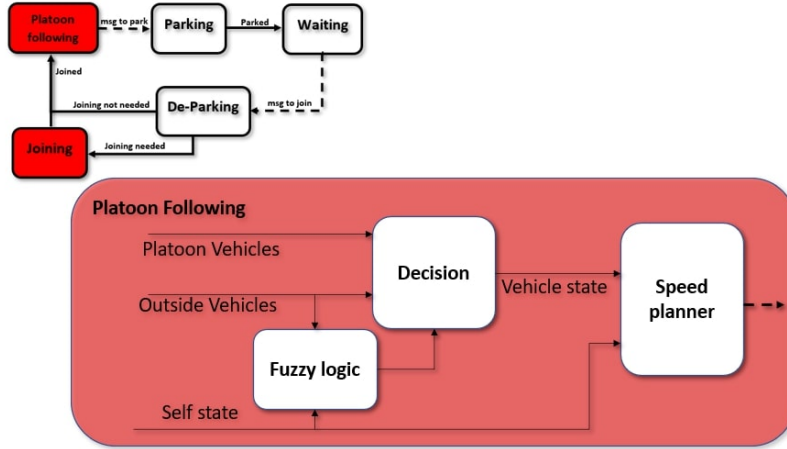 Platoon
following
msg to park
Parking
Parked
Waiting
Joined
Joining not needed
De-Parking
msg to join
Joining
Joining needed
Platoon Following
Platoon Vehicles
Decision
Outside Vehicles
Vehicle state
Speed
planner
Fuzzy logic
Self state